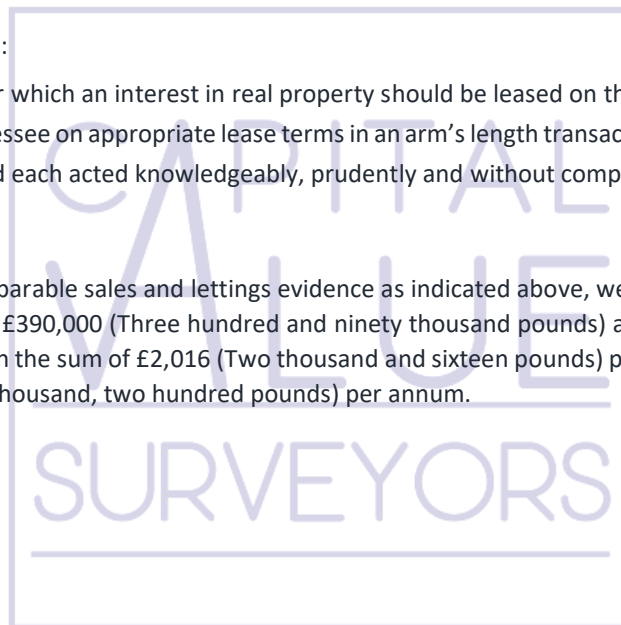 :
which an interest in real property should be leased on th
essee on appropriate lease terms in an arm's length transac
each acted knowledgeably, prudently and without comp
CAPITAL
parable sales and lettings evidence as indicated above, we
£390,000 (Three hundred and ninety thousand pounds) a
the sum of £2,016 (Two thousand and sixteen pounds) p
VALUE
housand, two hundred pounds) per annum.
SURVEYORS